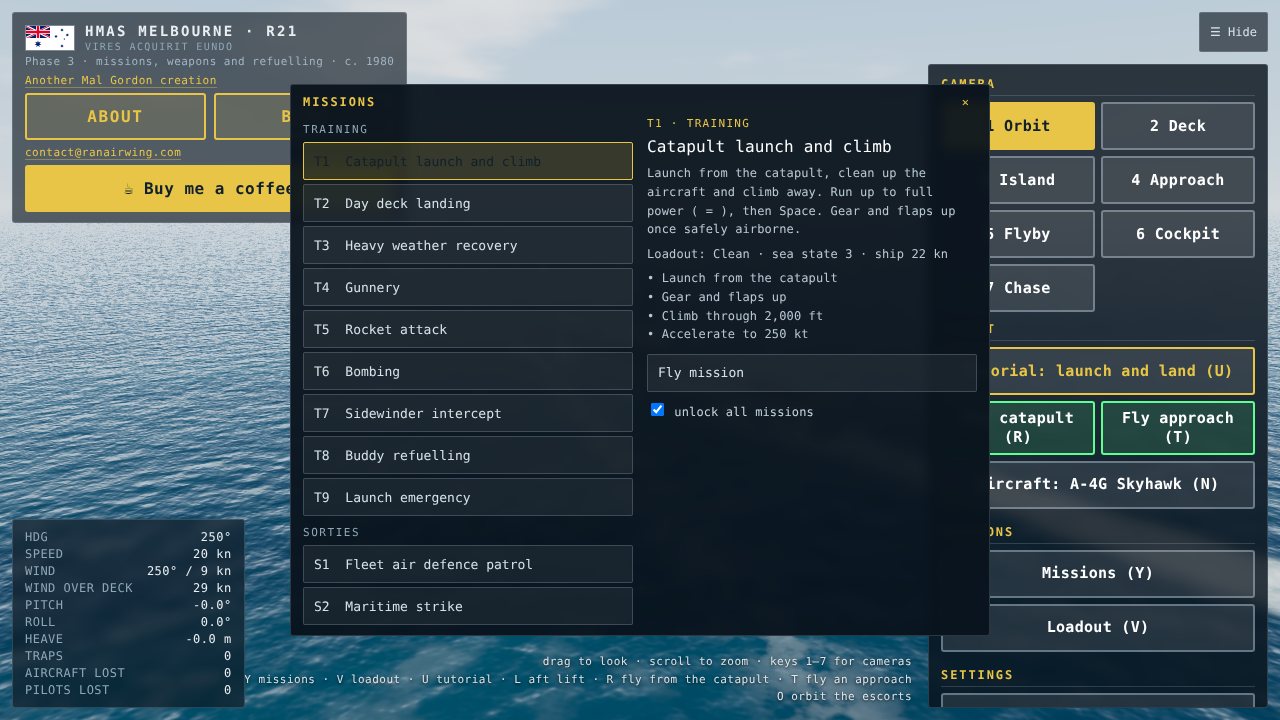 HMAS MELBOURNE · R21
VIRES ACQUIRIT EUNDO
Phase 3 · missions, weapons and refuelling · c. 1980
Another Mal Gordon creation
ABOUT
B
contact@ranairwing.com
☕ Buy me a coffee
☰ Hide
MISSIONS
×
TRAINING
T1 Catapult launch and climb
T2 Day deck landing
T3 Heavy weather recovery
T4 Gunnery
T5 Rocket attack
T6 Bombing
T7 Sidewinder intercept
T8 Buddy refuelling
T9 Launch emergency
SORTIES
S1 Fleet air defence patrol
S2 Maritime strike
T1 · TRAINING
Catapult launch and climb
Launch from the catapult, clean up the
aircraft and climb away. Run up to full
power ( = ), then Space. Gear and flaps up
once safely airborne.
Loadout: Clean · sea state 3 · ship 22 kn
• Launch from the catapult
• Gear and flaps up
• Climb through 2,000 ft
• Accelerate to 250 kt
Fly mission
unlock all missions
CAMERA
1 Orbit
2 Deck
Island
4 Approach
5 Flyby
6 Cockpit
7 Chase
orial: launch and land (U)
catapult
(R)
Fly approach
(T)
ircraft: A-4G Skyhawk (N)
ONS
Missions (Y)
Loadout (V)
SETTINGS
HDG 250°
SPEED 20 kn
WIND 250° / 9 kn
WIND OVER DECK 29 kn
PITCH -0.0°
ROLL 0.0°
HEAVE -0.0 m
TRAPS 0
AIRCRAFT LOST 0
PILOTS LOST 0
drag to look · scroll to zoom · keys 1–7 for cameras
Y missions · V loadout · U tutorial · L aft lift · R fly from the catapult · T fly an approach
O orbit the escorts